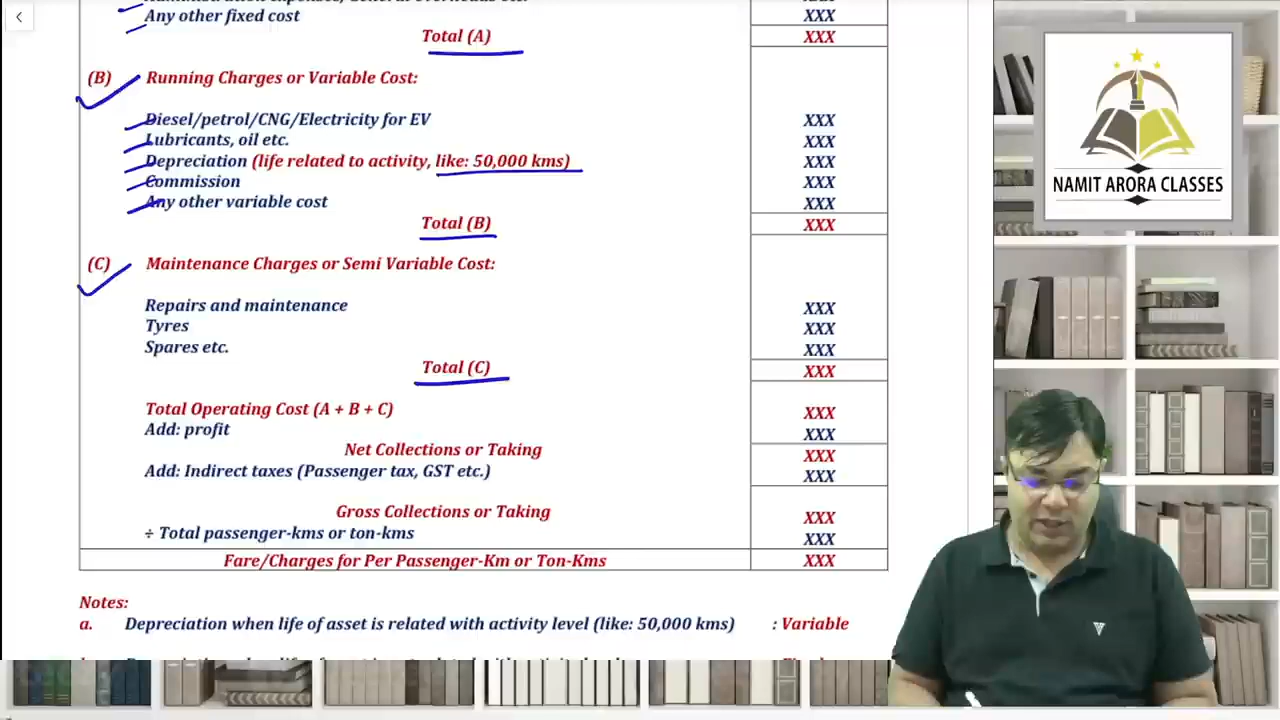 Any other fixed cost XXX
Total (A) XXX
(B) Running Charges or Variable Cost:
Diesel/petrol/CNG/Electricity for EV XXX
Lubricants, oil etc. XXX
Depreciation (life related to activity, like: 50,000 kms) XXX
Commission XXX
Any other variable cost XXX
Total (B) XXX
(C) Maintenance Charges or Semi Variable Cost:
Repairs and maintenance XXX
Tyres XXX
Spares etc. XXX
Total (C) XXX
Total Operating Cost (A + B + C) XXX
Add: profit XXX
Net Collections or Taking XXX
Add: Indirect taxes (Passenger tax, GST etc.) XXX
Gross Collections or Taking XXX
÷ Total passenger-kms or ton-kms XXX
Fare/Charges for Per Passenger-Km or Ton-Kms XXX
Notes:
a. Depreciation when life of asset is related with activity level (like: 50,000 kms) : Variable
NAMIT ARORA CLASSES